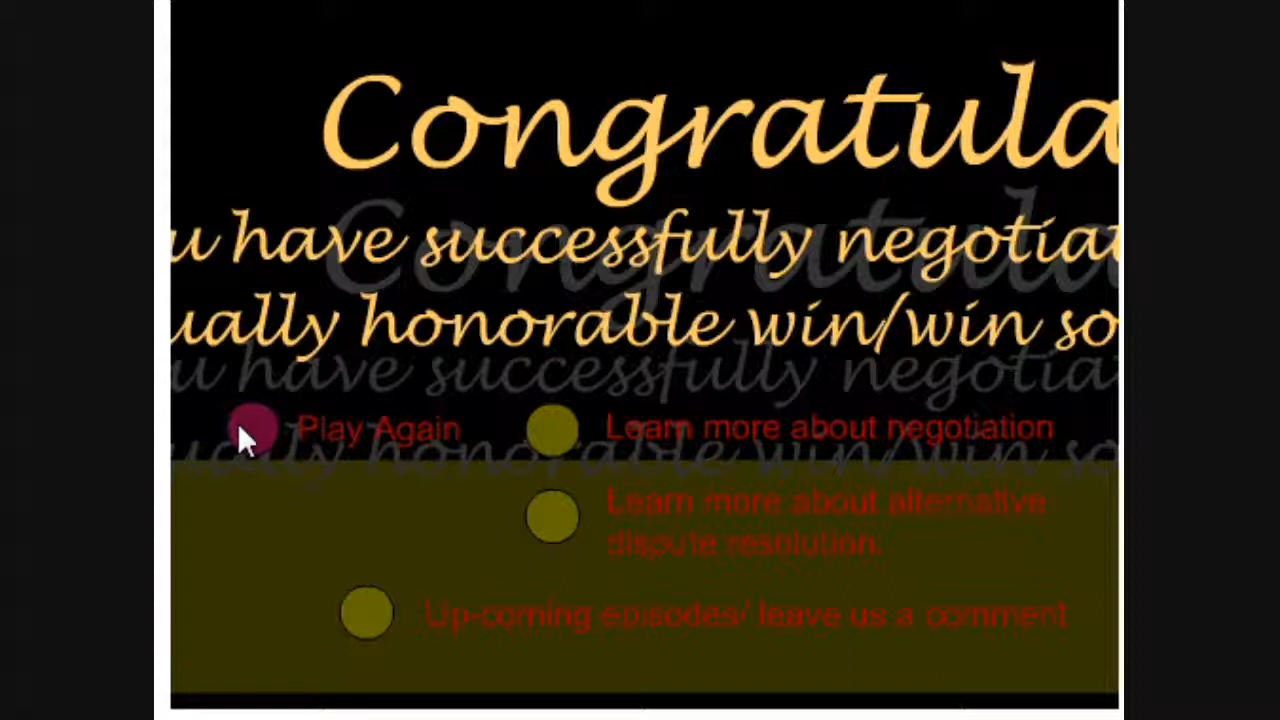 Congratula
u have successfully negotiat
ually honorable win/win so
Play Again
Learn more about negotiation
Learn more about alternative
dispute resolution.
Up-coming episodes/ leave us a comment